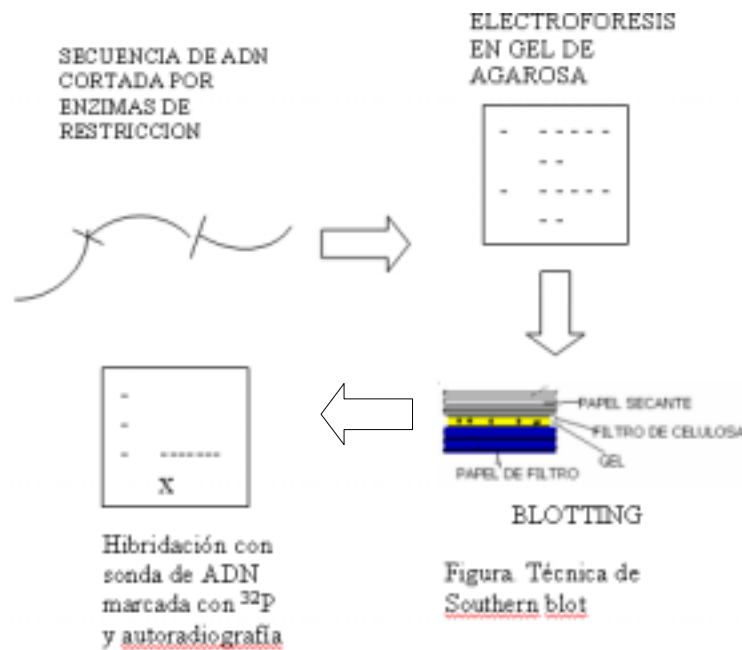 SECUENCIA DE ADN
CORTADA POR
ENZIMAS DE
RESTRICCION
ELECTROFORESIS
EN GEL DE
AGAROSA
PAPEL SECANTE
FILTRO DE CELULOSA
GEL
PAPEL DE FILTRO
BLOTTING
Figura. Técnica de
Southern blot
X
Hibridación con
sonda de ADN
marcada con ³²P
y autoradiografía